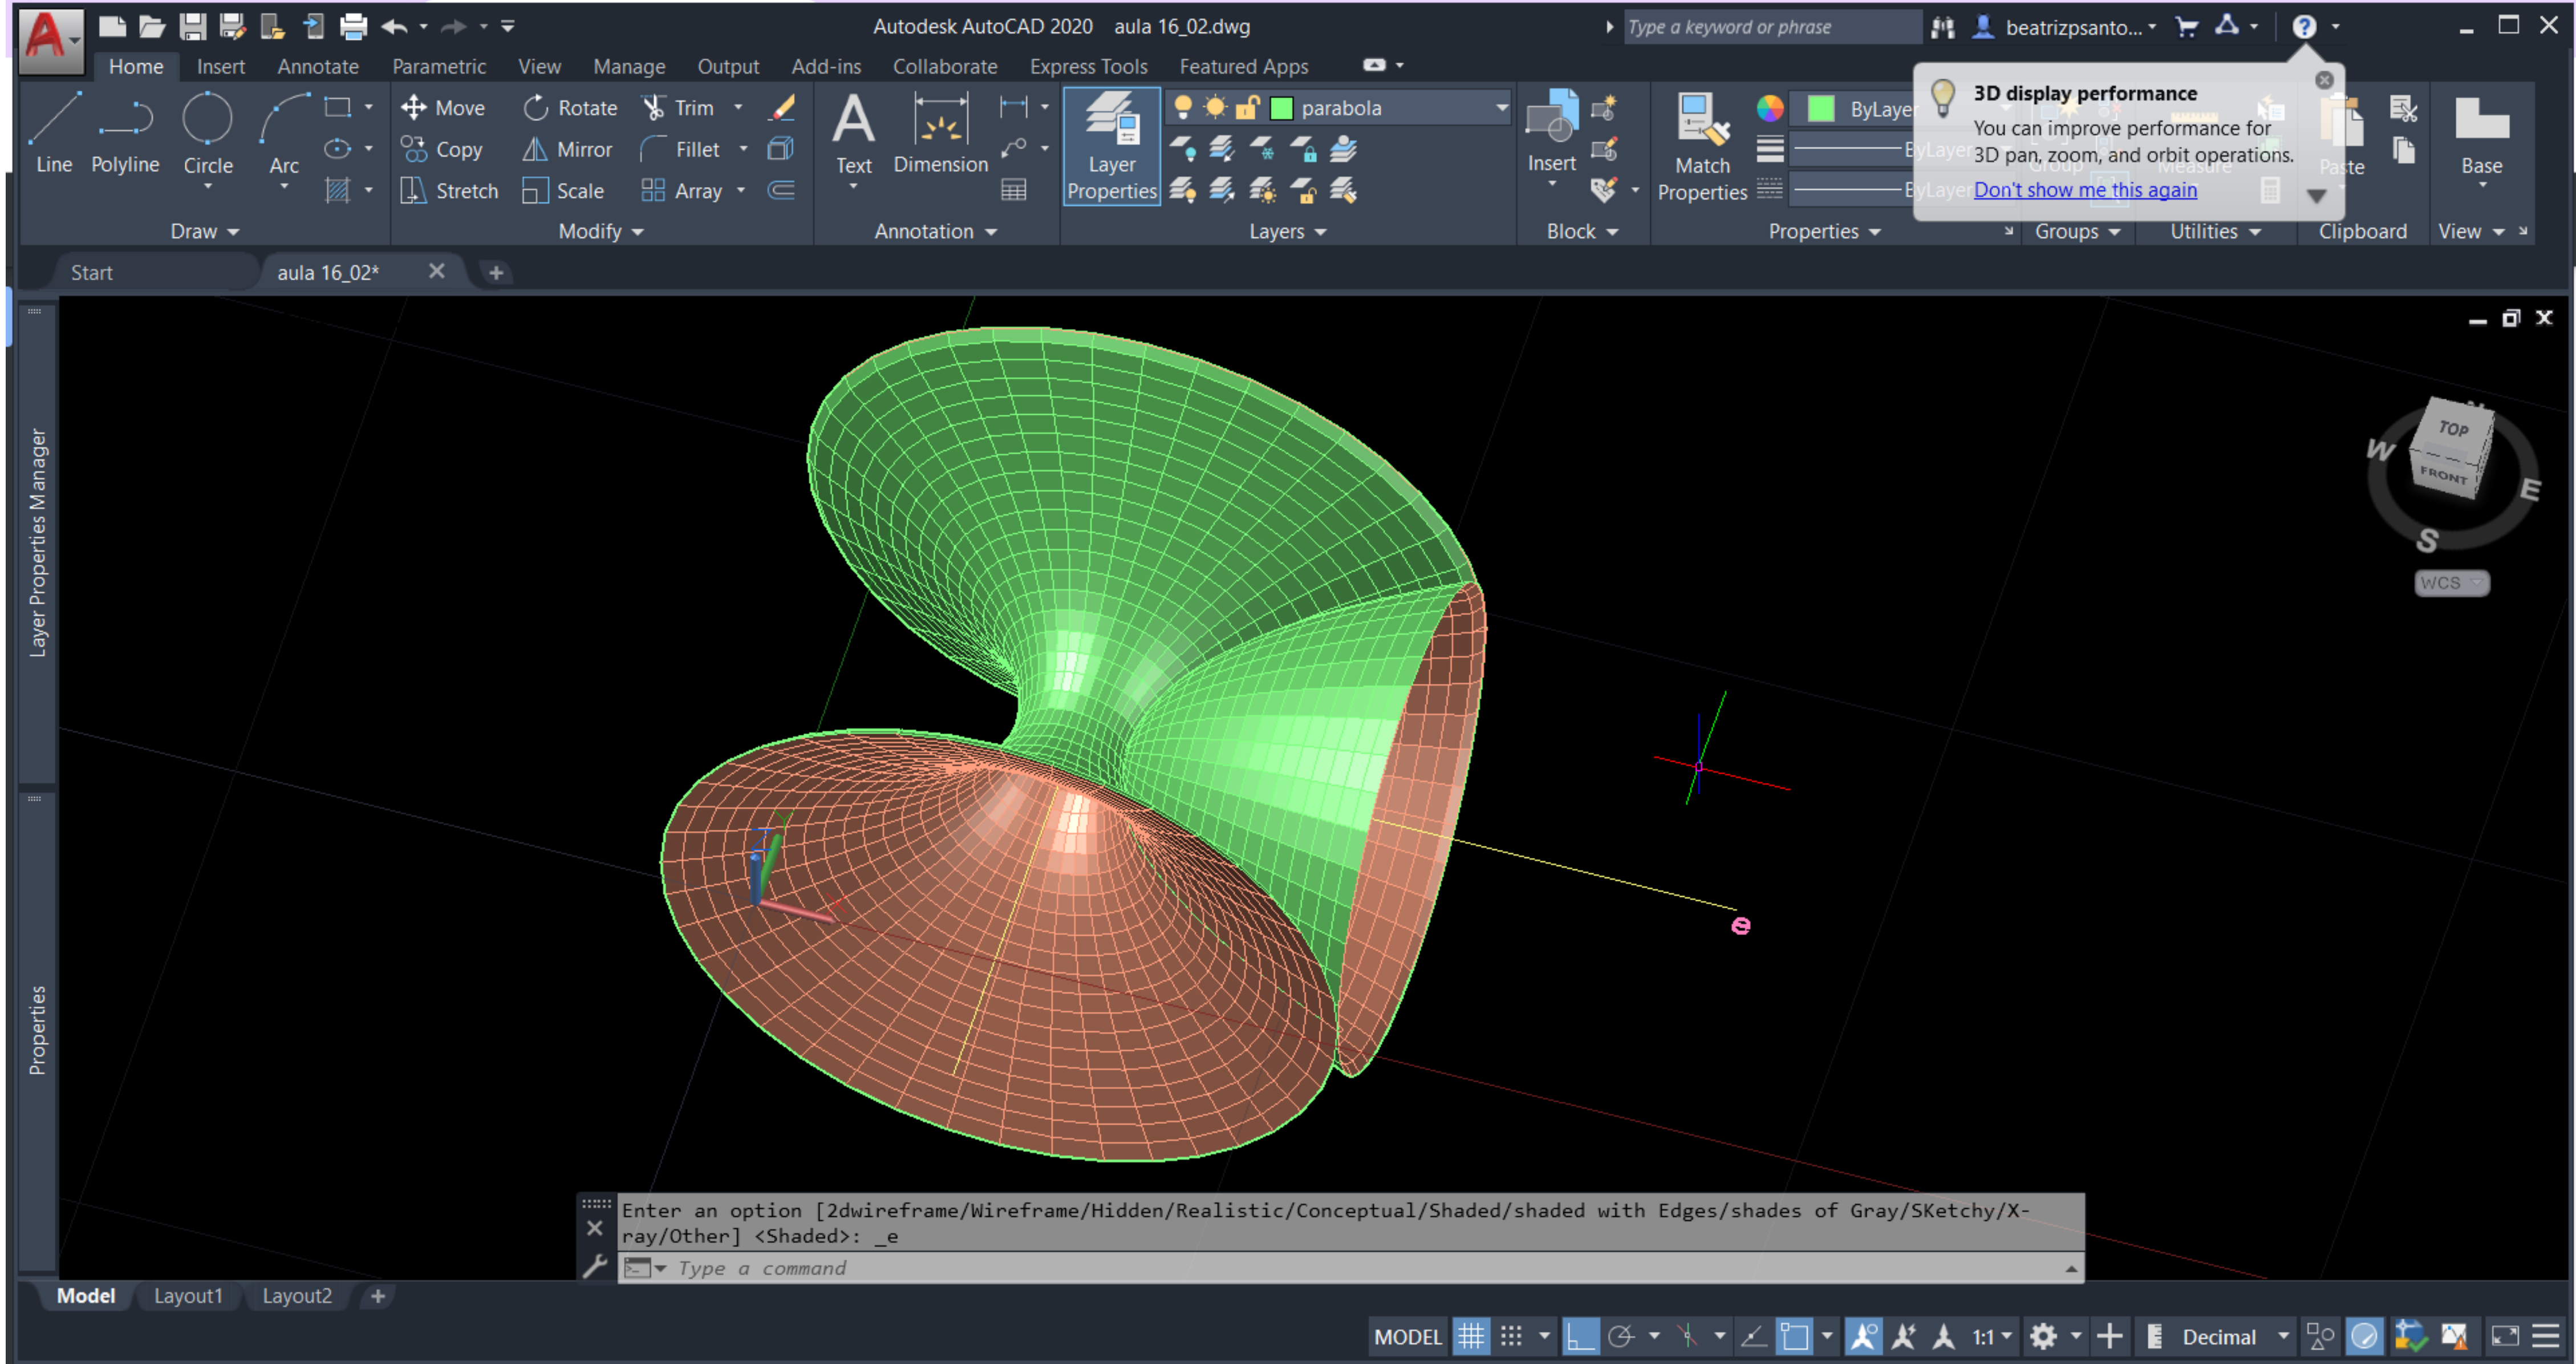 Autodesk AutoCAD 2020 aula 16_02.dwg
Type a keyword or phrase
beatrizpsanto...
Home Insert Annotate Parametric View Manage Output Add-ins Collaborate Express Tools Featured Apps
Line Polyline Circle Arc
Move Rotate Trim
Copy Mirror Fillet
Stretch Scale Array
Text Dimension
Layer Properties
parabola
Insert
Match Properties
ByLayer
ByLayer
ByLayer
Group
Measure
Paste
Base
3D display performance
You can improve performance for
3D pan, zoom, and orbit operations.
Don't show me this again
Draw Modify Annotation Layers Block Properties Groups Utilities Clipboard View
Start aula 16_02*
Layer Properties Manager
Properties
N
TOP
W
FRONT
E
S
WCS
Y
Z
X
e
Enter an option [2dwireframe/Wireframe/Hidden/Realistic/Conceptual/Shaded/shaded with Edges/shades of Gray/SKetchy/X-
ray/Other] <Shaded>: _e
Type a command
Model Layout1 Layout2
MODEL 1:1 Decimal